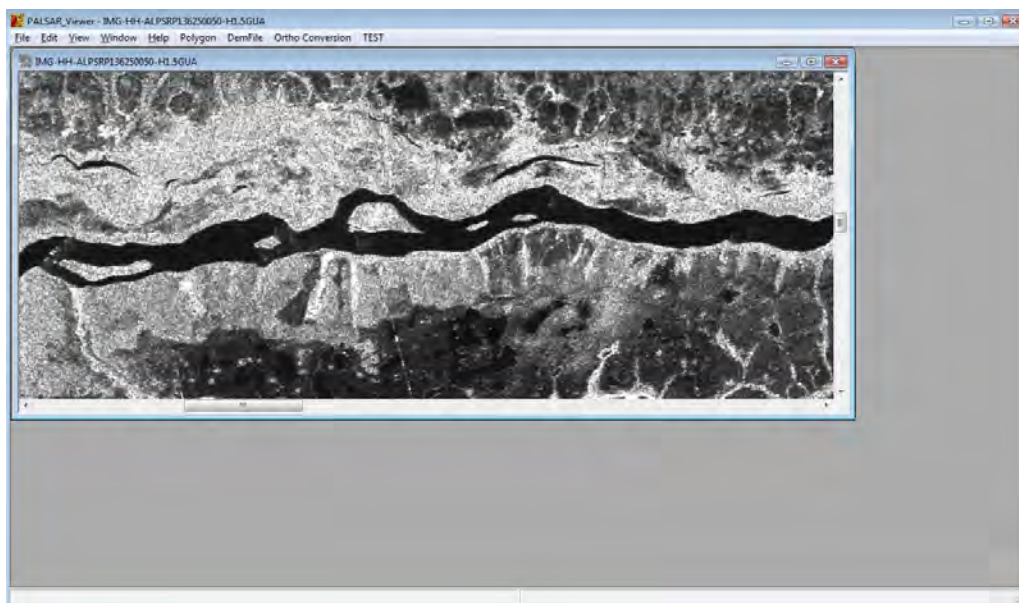 PALSAR_Viewer - IMG-HH-ALPSRP136250050-H1.5GUA
File Edit View Window Help Polygon DemFile Ortho Conversion TEST
IMG-HH-ALPSRP136250050-H1.5GUA